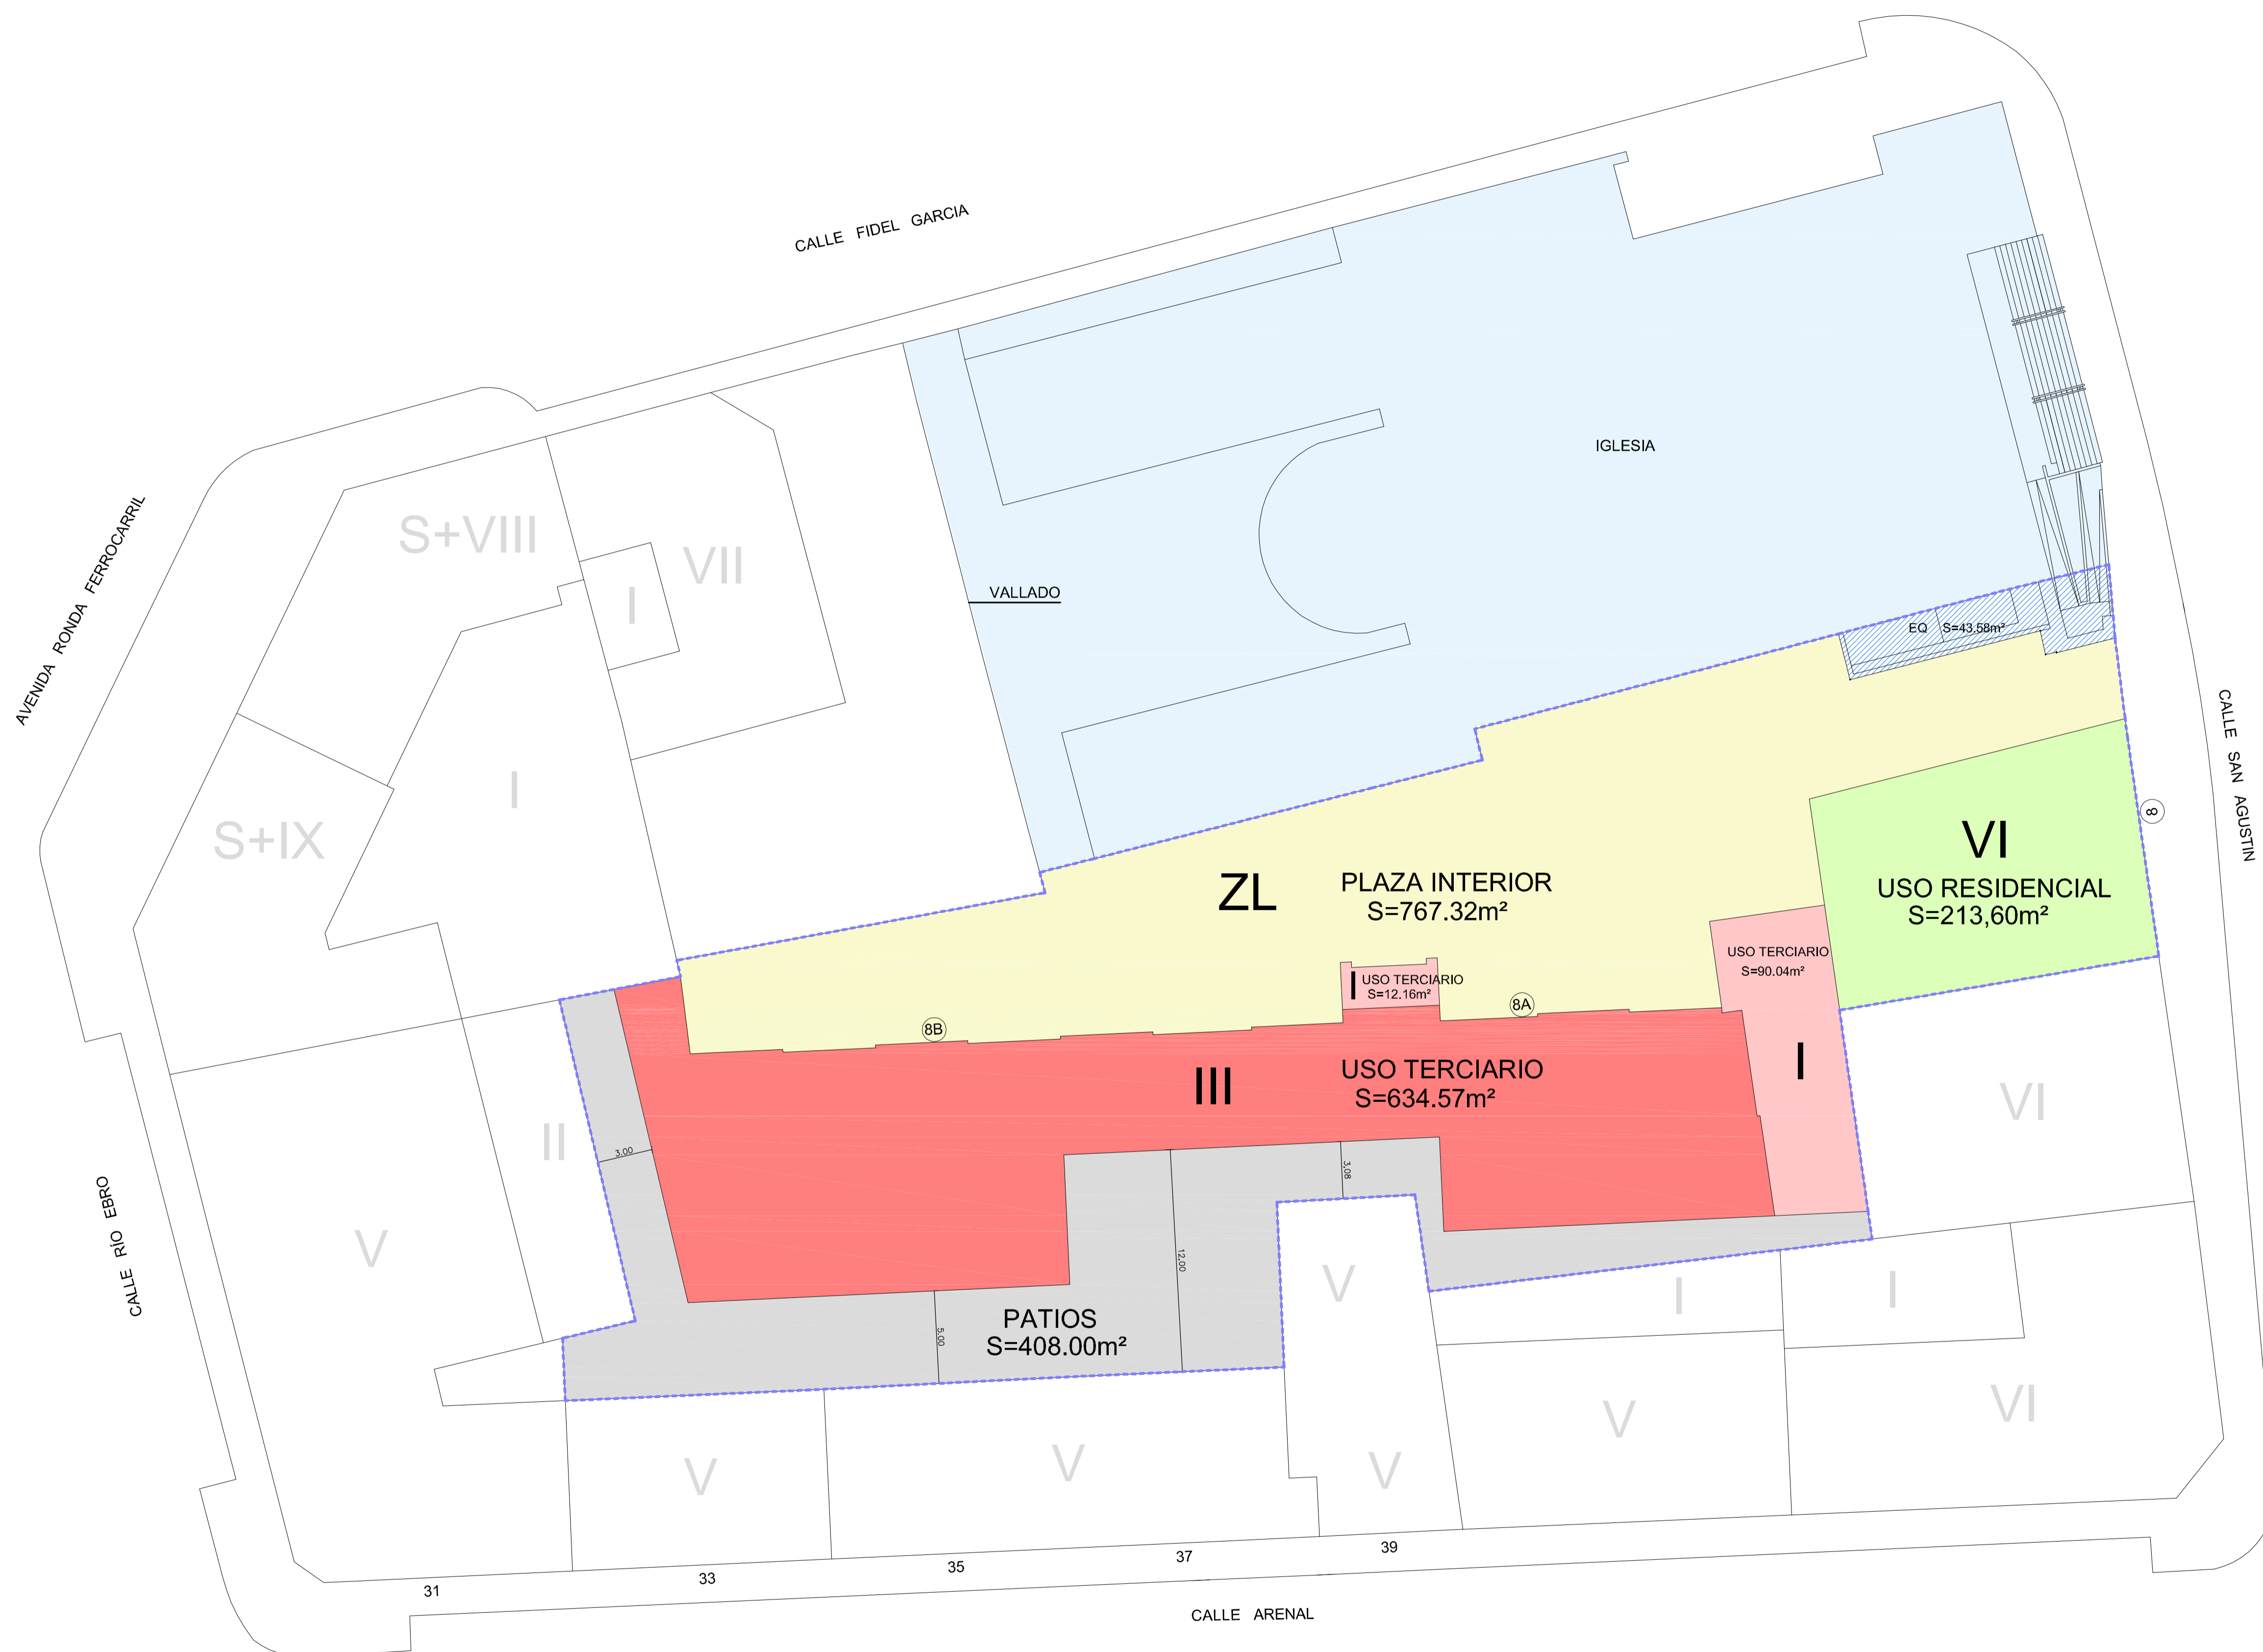 CALLE FIDEL GARCIA
AVENIDA RONDA FERROCARRIL
IGLESIA
S+VIII
VII
I
VALLADO
EQ S=43.58m²
CALLE SAN AGUSTIN
I
S+IX
8
VI
USO RESIDENCIAL
S=213,60m²
ZL
PLAZA INTERIOR
S=767.32m²
USO TERCIARIO
S=90.04m²
I
USO TERCIARIO
S=12.16m²
8A
8B
III
USO TERCIARIO
S=634.57m²
I
VI
II
3.00
3,08
CALLE RÍO EBRO
V
12,00
V
I
I
PATIOS
S=408.00m²
5.00
V
V
V
V
VI
31
33
35
37
39
CALLE ARENAL